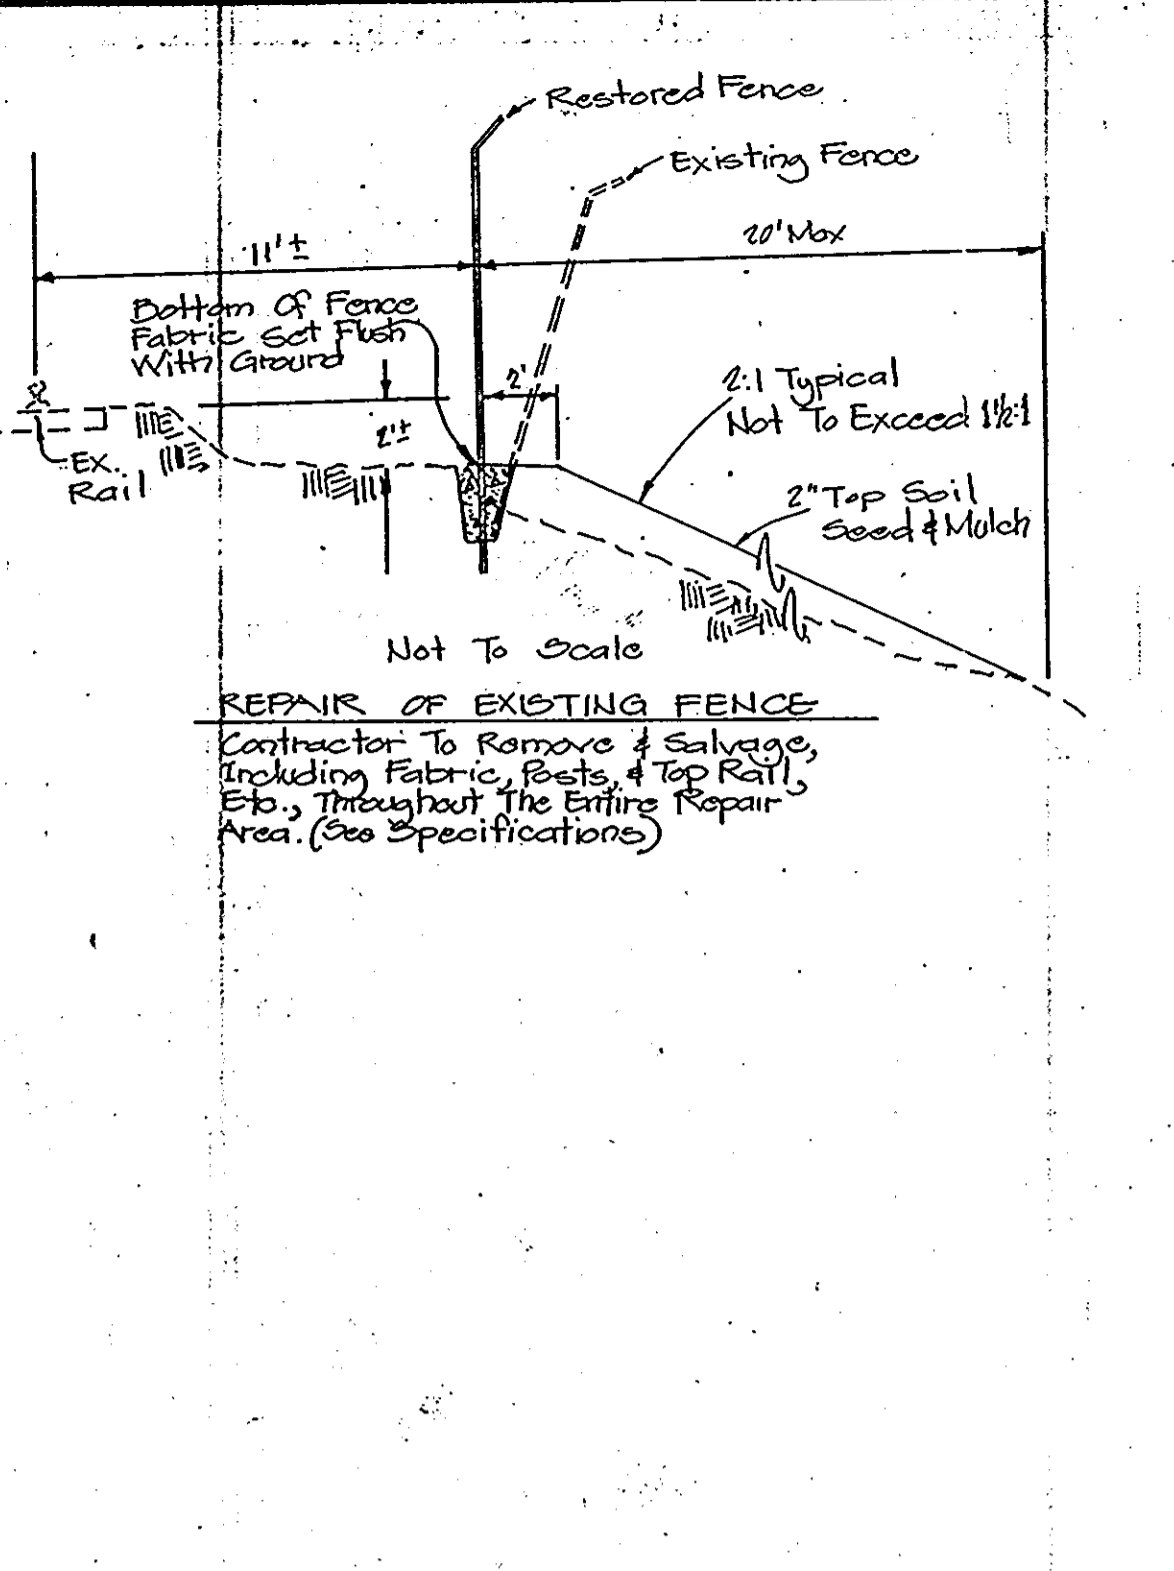 Restored Fence
Existing Fence
11'±
20' Max
Bottom Of Fence
Fabric Set Flush
With Ground
2'
2:1 Typical
Not To Exceed 1½:1
2'±
Ex.
Rail
2" Top Soil
Seed & Mulch
Not To Scale
REPAIR OF EXISTING FENCE
Contractor To Remove & Salvage,
Including Fabric, Posts, & Top Rail,
Etc., Throughout The Entire Repair
Area. (See Specifications)